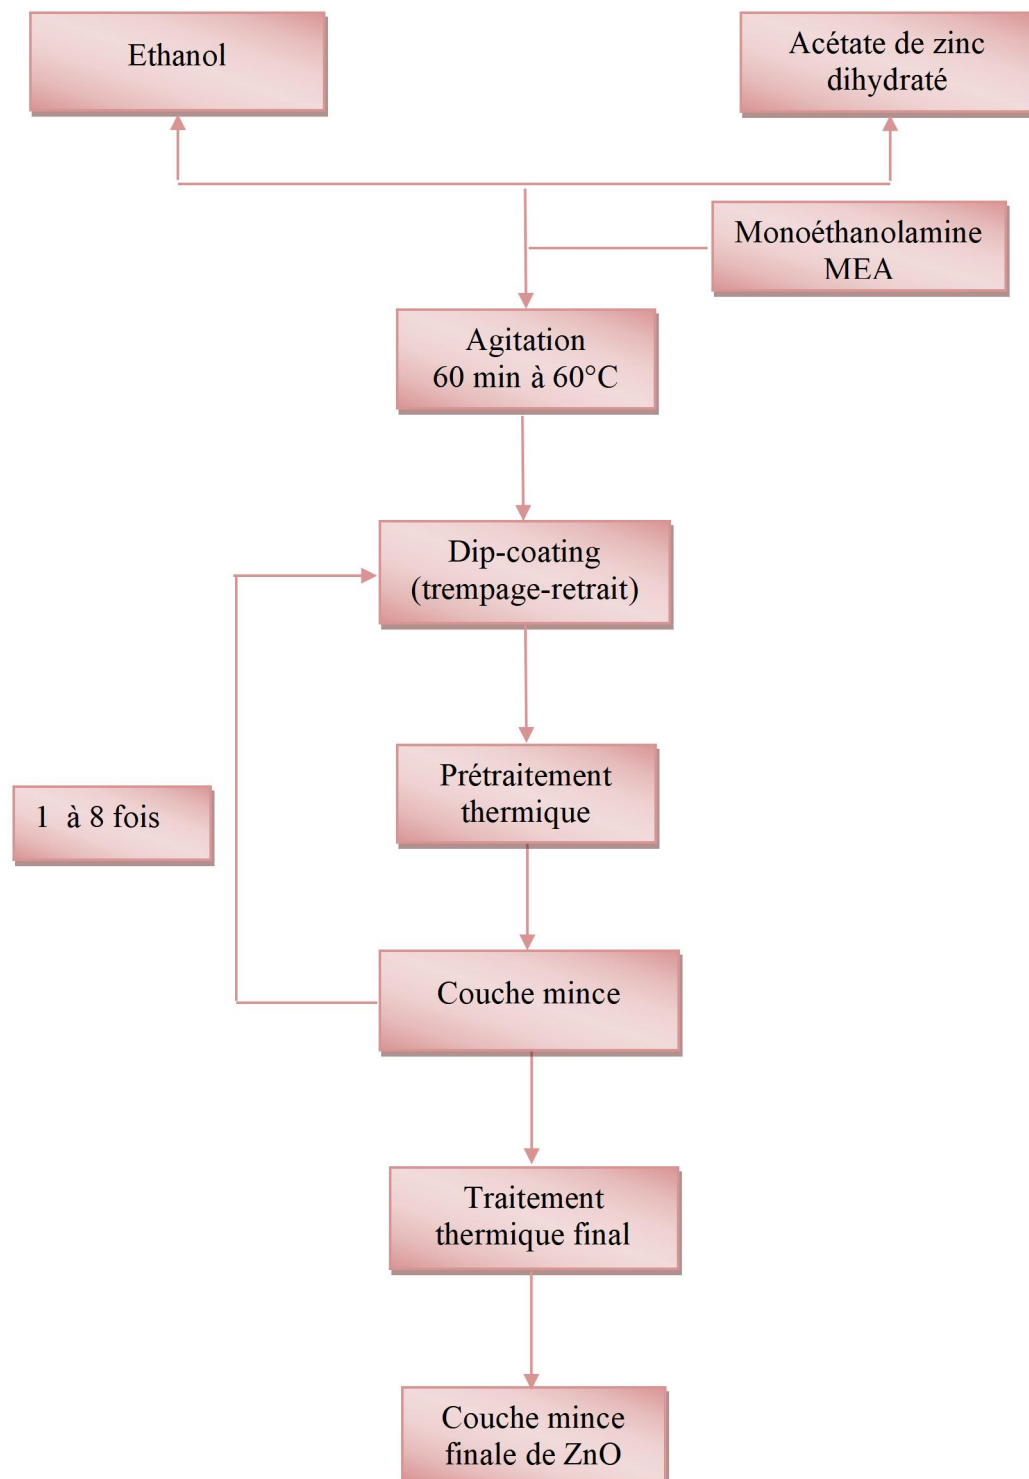 Ethanol
Acétate de zinc
dihydraté
Monoéthanolamine
MEA
Agitation
60 min à 60°C
Dip-coating
(trempage-retrait)
Prétraitement
thermique
1 à 8 fois
Couche mince
Traitement
thermique final
Couche mince
finale de ZnO